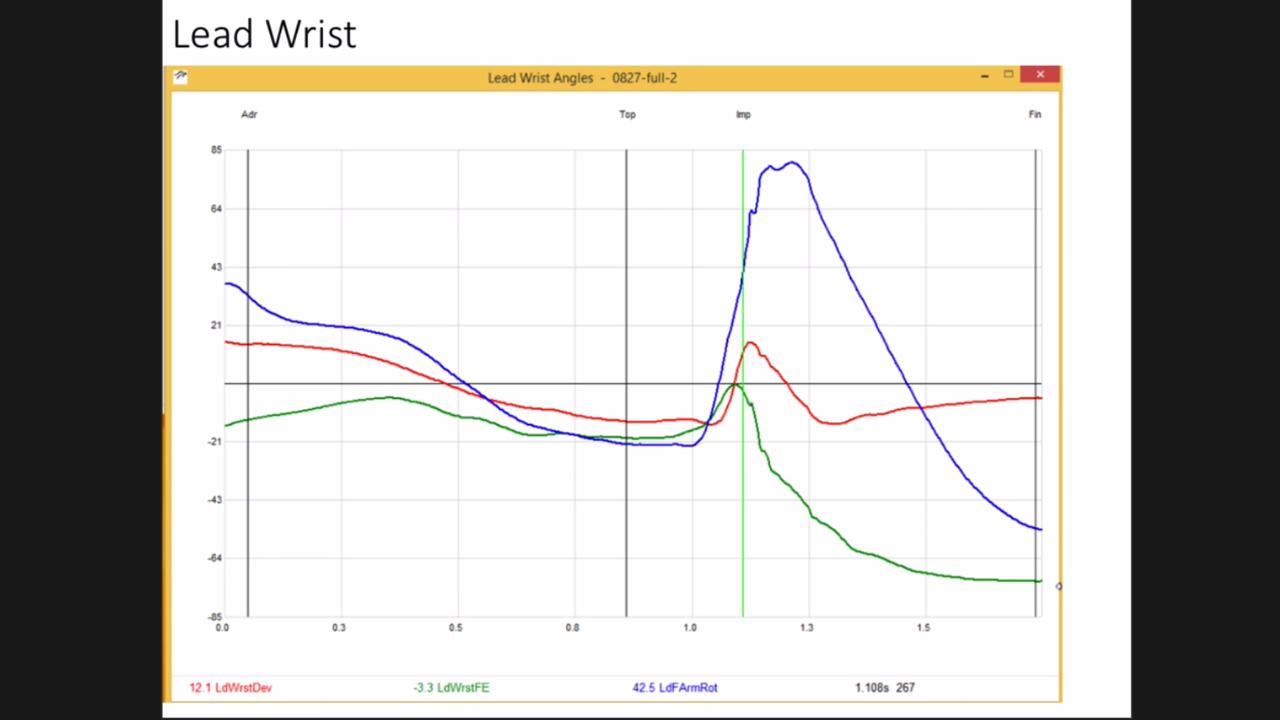 Lead Wrist
Lead Wrist Angles - 0827-full-2
Adr Top Imp Fin
85
64
43
21
-21
-43
-64
-85
0.0 0.3 0.5 0.8 1.0 1.3 1.5
12.1 LdWrstDev -3.3 LdWrstFE 42.5 LdFArmRot 1.108s 267